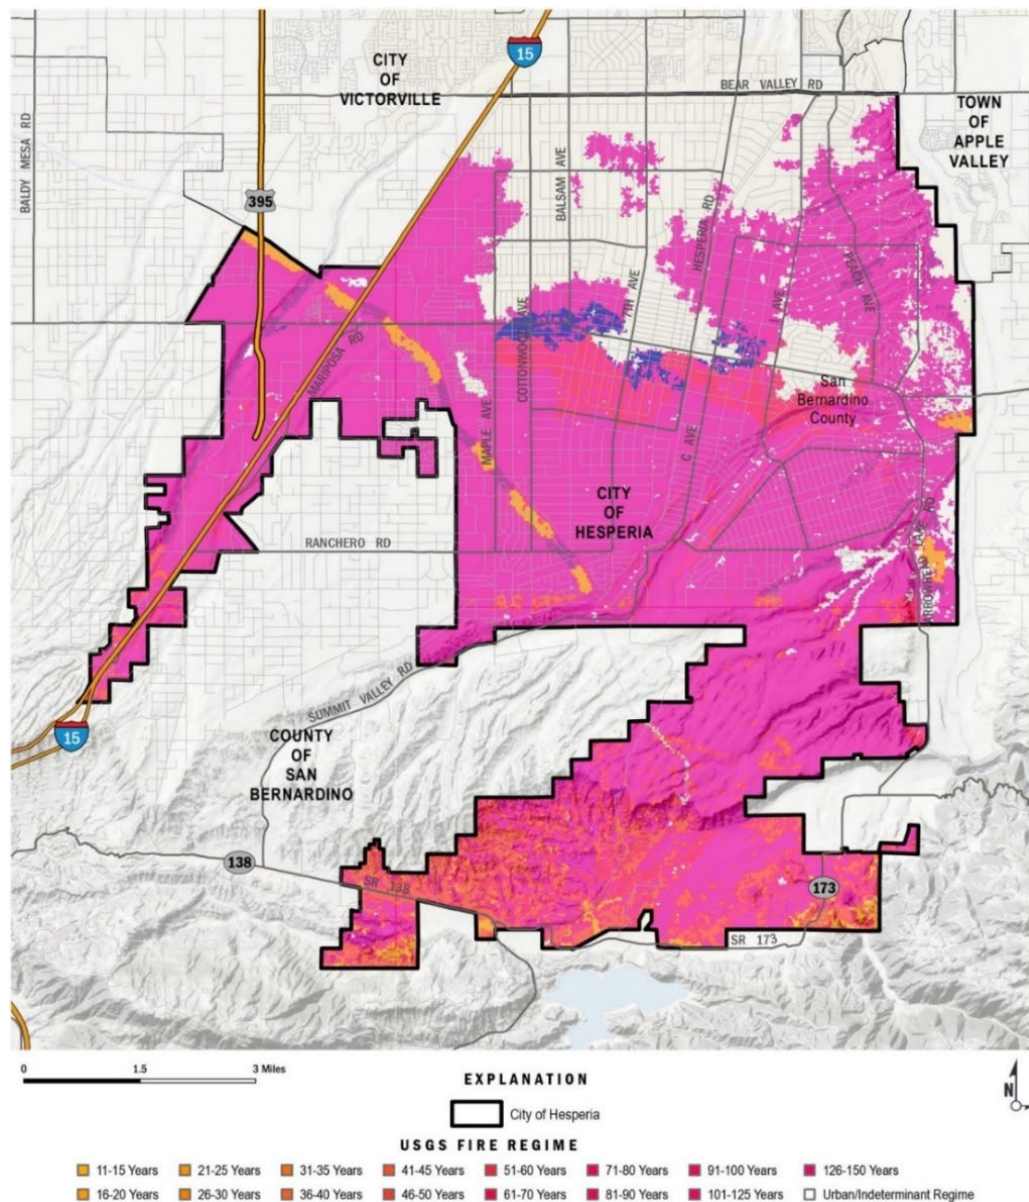 CITY
OF
VICTORVILLE
15
BEAR VALLEY RD
TOWN
OF
APPLE
VALLEY
BALDY MESA RD
395
BALSAM AVE
HESPERIA RD
PEACH AVE
7TH AVE
I AVE
COTTONWOOD AVE
MARIPOSA RD
MAPLE AVE
C AVE
San
Bernardino
County
CITY
OF
HESPERIA
RANCHERO RD
ARROWHEAD LAKE RD
SUMMIT VALLEY RD
15
COUNTY
OF
SAN
BERNARDINO
138
SR 138
173
SR 173
0 1.5 3 Miles
N
EXPLANATION
City of Hesperia
USGS FIRE REGIME
11-15 Years 21-25 Years 31-35 Years 41-45 Years 51-60 Years 71-80 Years 91-100 Years 126-150 Years
16-20 Years 26-30 Years 36-40 Years 46-50 Years 61-70 Years 81-90 Years 101-125 Years Urban/Indeterminant Regime